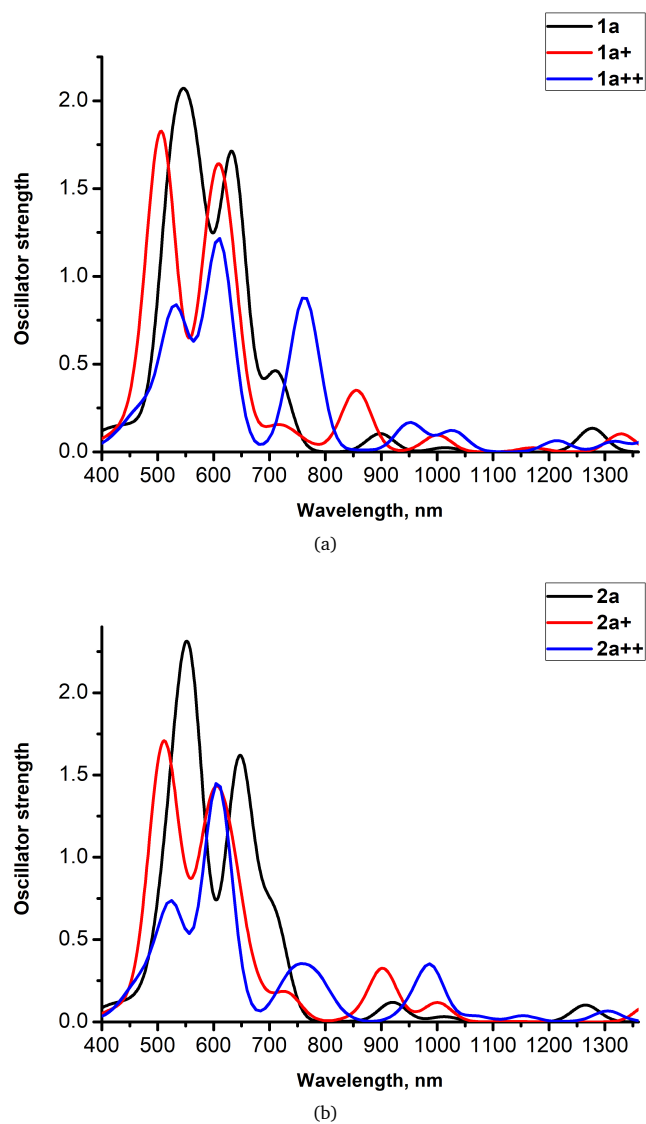 1a
1a+
1a++
Oscillator strength
2.0
1.5
1.0
0.5
0.0
400 500 600 700 800 900 1000 1100 1200 1300
Wavelength, nm
(a)
2a
2a+
2a++
Oscillator strength
2.0
1.5
1.0
0.5
0.0
400 500 600 700 800 900 1000 1100 1200 1300
Wavelength, nm
(b)